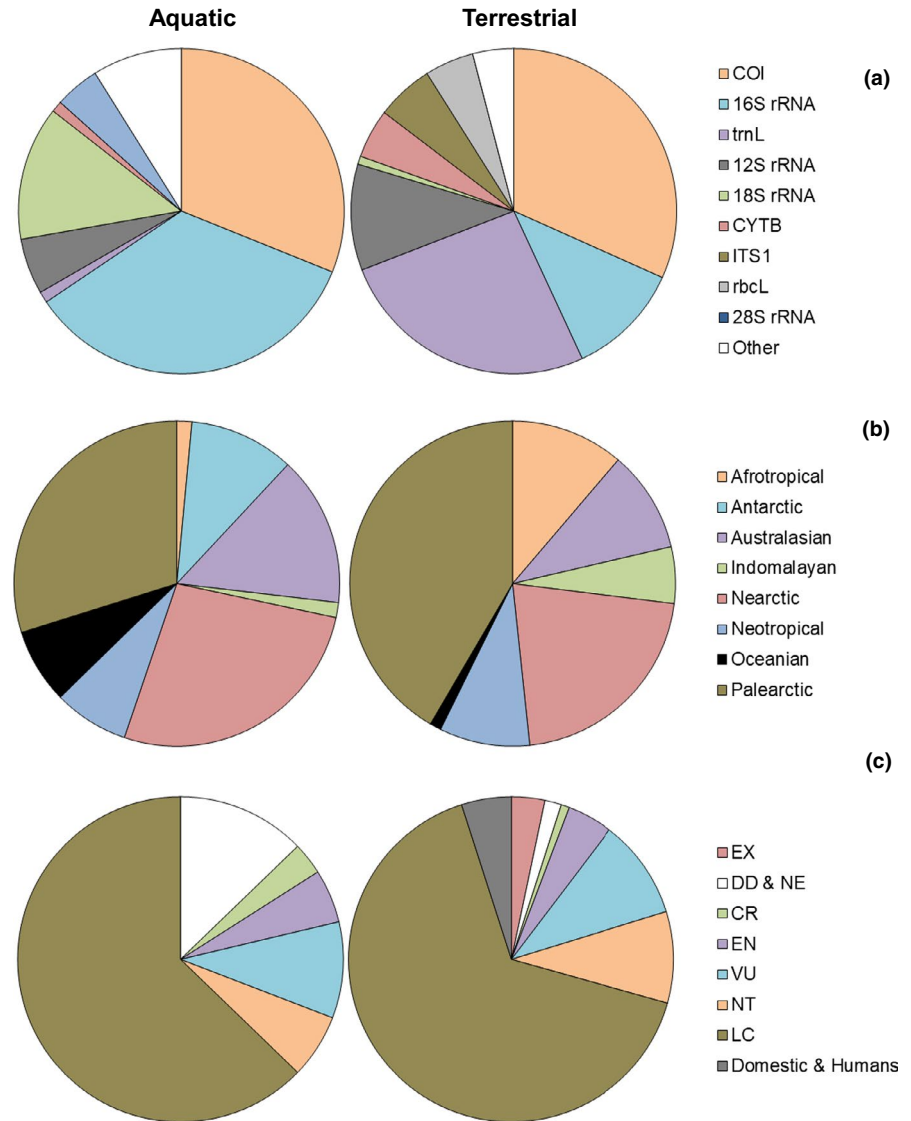 Aquatic
Terrestrial
(a)
COI
16S rRNA
trnL
12S rRNA
18S rRNA
CYTB
ITS1
rbcL
28S rRNA
Other
(b)
Afrotropical
Antarctic
Australasian
Indomalayan
Nearctic
Neotropical
Oceanian
Palearctic
(c)
EX
DD & NE
CR
EN
VU
NT
LC
Domestic & Humans